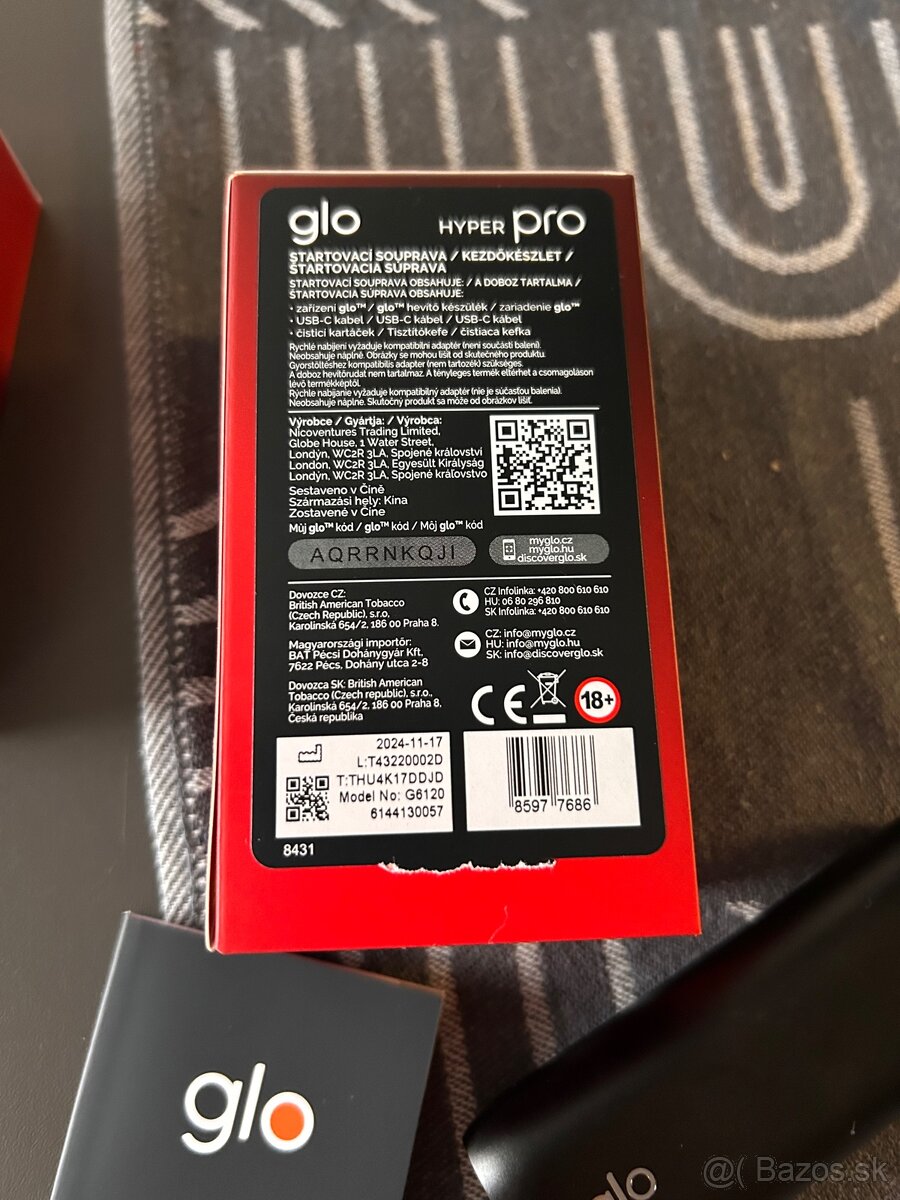 glo HYPER pro
STARTOVACÍ SOUPRAVA / KEZDŐKÉSZLET /
ŠTARTOVACIA SÚPRAVA
STARTOVACÍ SOUPRAVA OBSAHUJE: / A DOBOZ TARTALMA /
ŠTARTOVACIA SÚPRAVA OBSAHUJE:
• zařízení glo™ / glo™ hevítő készülék / zariadenie glo™
• USB-C kabel / USB-C kábel / USB-C kábel
• čisticí kartáček / Tisztítókefe / čistiaca kefka
Rychlé nabíjení vyžaduje kompatibilní adaptér (není součástí balení).
Neobsahuje náplně. Obrázky se mohou lišit od skutečného produktu.
Gyorstöltéshez kompatibilis adapter (nem tartozék) szükséges.
A doboz hevítőrudat nem tartalmaz. A tényleges termék eltérhet a csomagoláson
lévő termékképtől.
Rýchle nabíjanie vyžaduje kompatibilný adaptér (nie je súčasťou balenia).
Neobsahuje náplne. Skutočný produkt sa môže od obrázkov líšiť.
Výrobce / Gyártja: / Výrobca:
Nicoventures Trading Limited,
Globe House, 1 Water Street,
Londýn, WC2R 3LA, Spojené království
London, WC2R 3LA, Egyesült Királyság
Londýn, WC2R 3LA, Spojené kráľovstvo
Sestaveno v Číně
Származási hely: Kína
Zostavené v Číne
Můj glo™ kód / glo™ kód / Môj glo™ kód
AQRRNKQJI
myglo.cz
myglo.hu
discoverglo.sk
Dovozce CZ:
British American Tobacco
(Czech Republic), s.r.o,
Karolinská 654/2, 186 00 Praha 8.
CZ Infolinka: +420 800 610 610
HU: 06 80 296 810
SK Infolinka: +420 800 610 610
Magyarországi importőr:
BAT Pécsi Dohánygyár Kft,
7622 Pécs, Dohány utca 2-8
CZ: info@myglo.cz
HU: info@myglo.hu
SK: info@discoverglo.sk
Dovozca SK: British American
Tobacco (Czech republic), s.r.o.,
Karolinská 654/2, 186 00 Praha 8,
Česká republika
CE 18+
2024-11-17
L:T43220002D
T:THU4K17DDJD
Model No: G6120
6144130057
8597 7686
8431
glo
glo
@( Bazos.sk